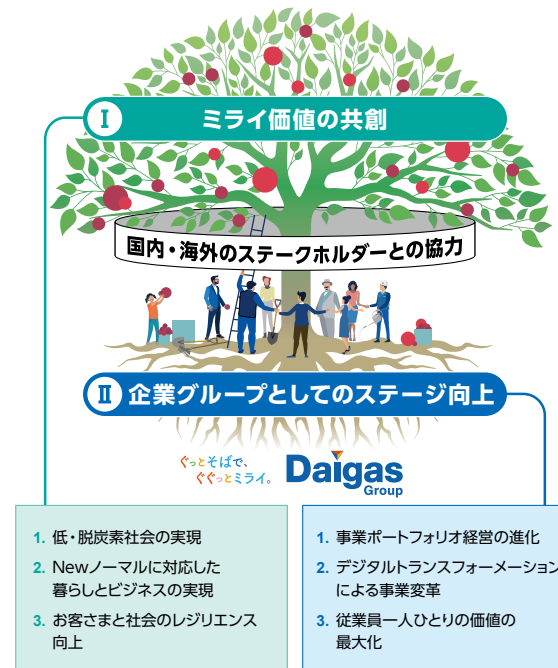 Ⅰ ミライ価値の共創
国内・海外のステークホルダーとの協力
Ⅱ 企業グループとしてのステージ向上
ぐっとそばで、
ぐぐっとミライ。
Daigas
Group
1. 低・脱炭素社会の実現
2. Newノーマルに対応した
暮らしとビジネスの実現
3. お客さまと社会のレジリエンス
向上
1. 事業ポートフォリオ経営の進化
2. デジタルトランスフォーメーション
による事業変革
3. 従業員一人ひとりの価値の
最大化